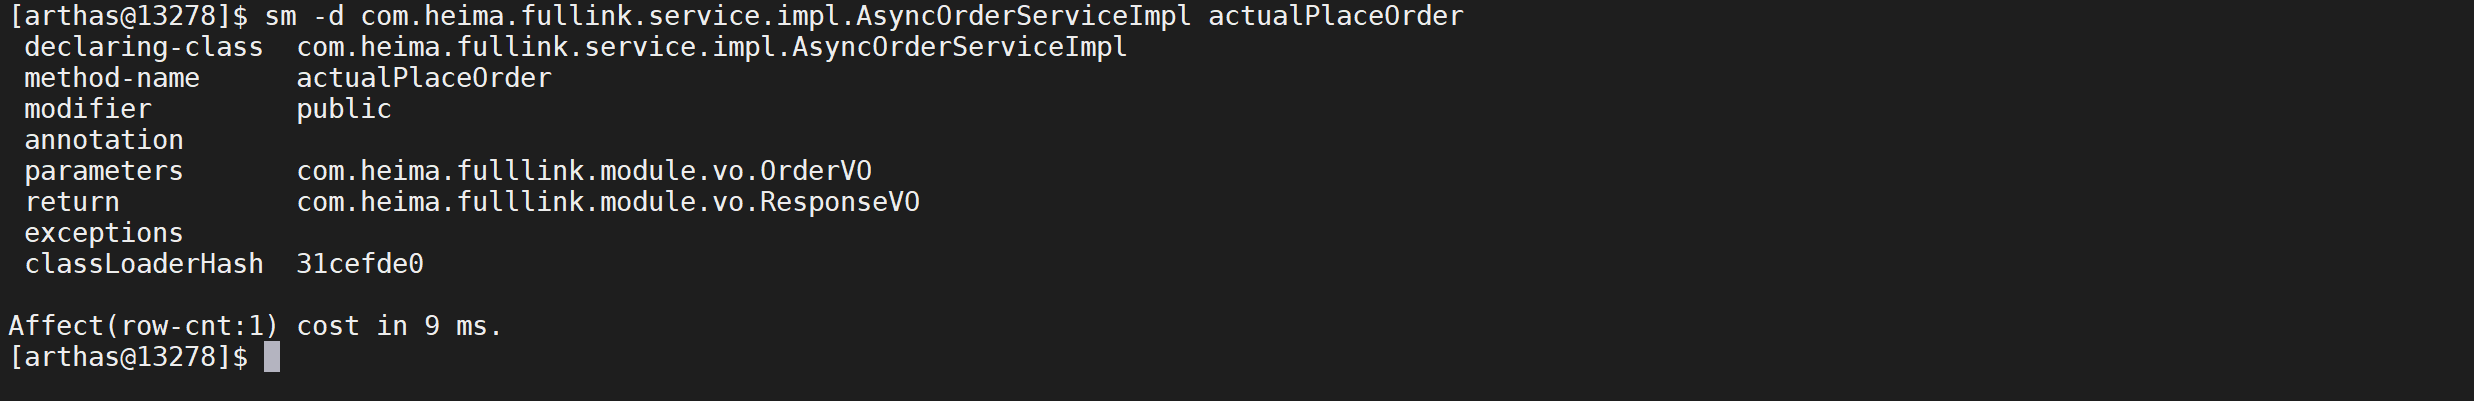 [arthas@13278]$ sm -d com.heima.fullink.service.impl.AsyncOrderServiceImpl actualPlaceOrder
declaring-class  com.heima.fullink.service.impl.AsyncOrderServiceImpl
method-name      actualPlaceOrder
modifier         public
annotation
parameters       com.heima.fulllink.module.vo.OrderVO
return           com.heima.fulllink.module.vo.ResponseVO
exceptions
classLoaderHash  31cefde0
Affect(row-cnt:1) cost in 9 ms.
[arthas@13278]$